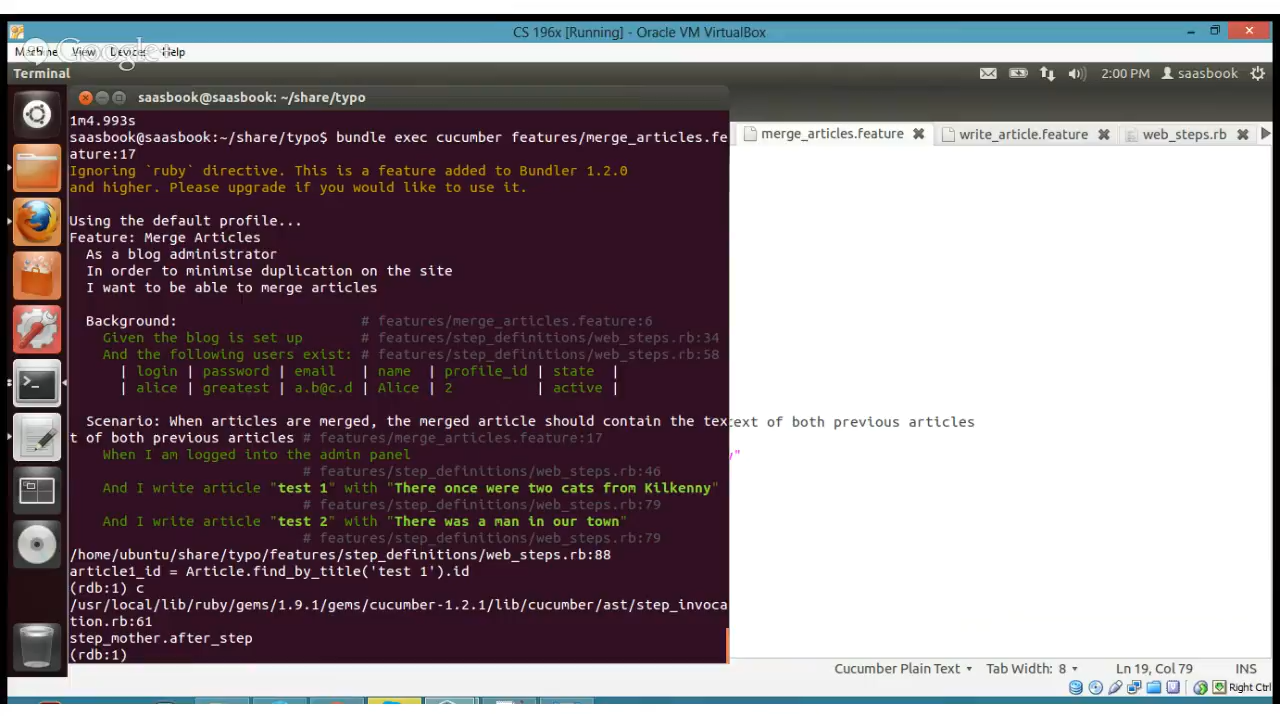 CS 196x [Running] - Oracle VM VirtualBox
Machine View Devices Help
Google+
Terminal
2:00 PM saasbook
saasbook@saasbook: ~/share/typo
merge_articles.feature write_article.feature web_steps.rb
1m4.993s
saasbook@saasbook:~/share/typo$ bundle exec cucumber features/merge_articles.fe
ature:17
Ignoring `ruby` directive. This is a feature added to Bundler 1.2.0
and higher. Please upgrade if you would like to use it.
Using the default profile...
Feature: Merge Articles
As a blog administrator
In order to minimise duplication on the site
I want to be able to merge articles
Background: # features/merge_articles.feature:6
Given the blog is set up # features/step_definitions/web_steps.rb:34
And the following users exist: # features/step_definitions/web_steps.rb:58
| login | password | email | name | profile_id | state |
| alice | greatest | a.b@c.d | Alice | 2 | active |
Scenario: When articles are merged, the merged article should contain the tex
t of both previous articles # features/merge_articles.feature:17
When I am logged into the admin panel
# features/step_definitions/web_steps.rb:46
And I write article "test 1" with "There once were two cats from Kilkenny"
# features/step_definitions/web_steps.rb:79
And I write article "test 2" with "There was a man in our town"
# features/step_definitions/web_steps.rb:79
/home/ubuntu/share/typo/features/step_definitions/web_steps.rb:88
article1_id = Article.find_by_title('test 1').id
(rdb:1) c
/usr/local/lib/ruby/gems/1.9.1/gems/cucumber-1.2.1/lib/cucumber/ast/step_invoca
tion.rb:61
step_mother.after_step
(rdb:1)
text of both previous articles
y"
Cucumber Plain Text Tab Width: 8 Ln 19, Col 79 INS
Right Ctrl